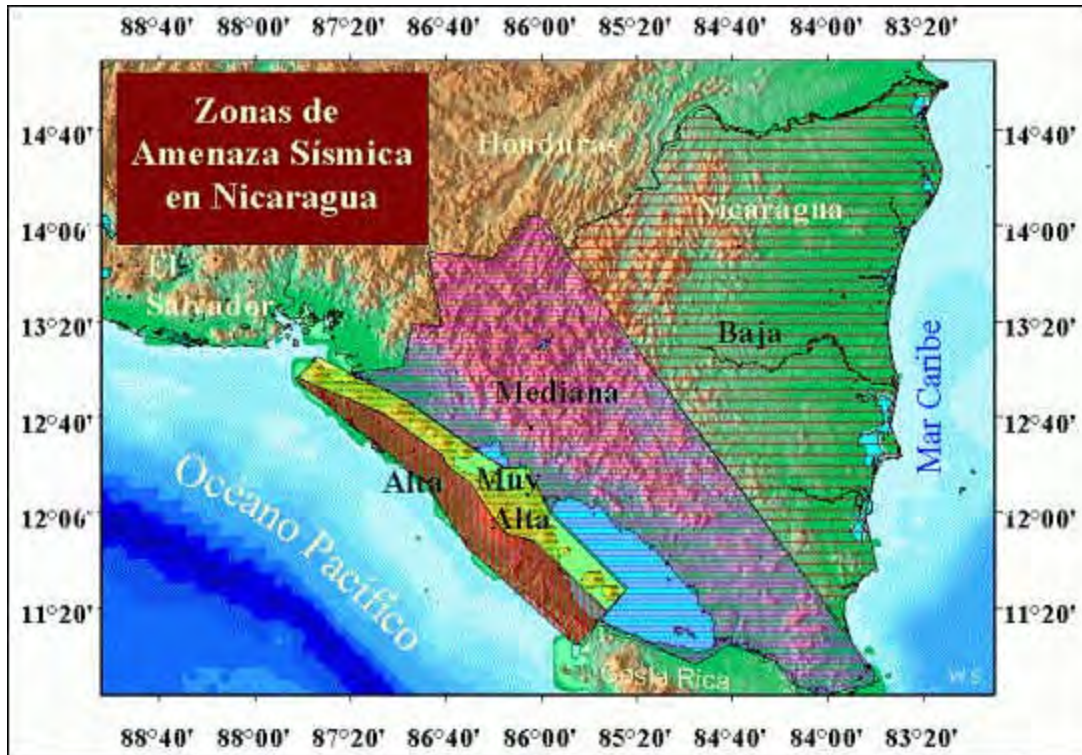 88°40' 88°00' 87°20' 86°40' 86°00' 85°20' 84°40' 84°00' 83°20'
Zonas de
Amenaza Sísmica
en Nicaragua
14°40' 14°40'
Honduras
Nicaragua
14°06' 14°00'
El
Salvador
13°20' 13°20'
Baja
Mediana
12°40' 12°40'
Mar Caribe
Alta
Muy
Alta
12°06' 12°00'
Océano Pacífico
11°20' 11°20'
Costa Rica
W S
88°40' 88°00' 87°20' 86°40' 86°00' 85°20' 84°40' 84°00' 83°20'